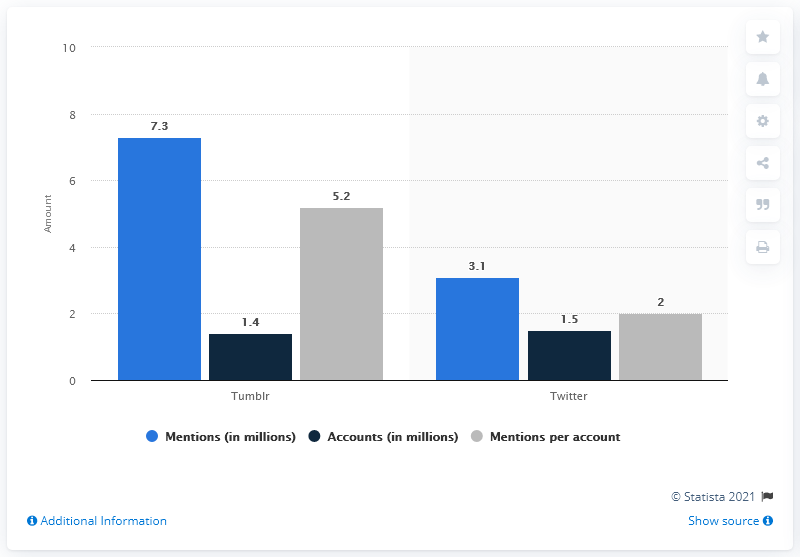 10
8
6
4
2
0
Amount
7.3
1.4
5.2
3.1
1.5
2
Tumblr
Twitter
Mentions (in millions)
Accounts (in millions)
Mentions per account
© Statista 2021
Additional Information
Show source